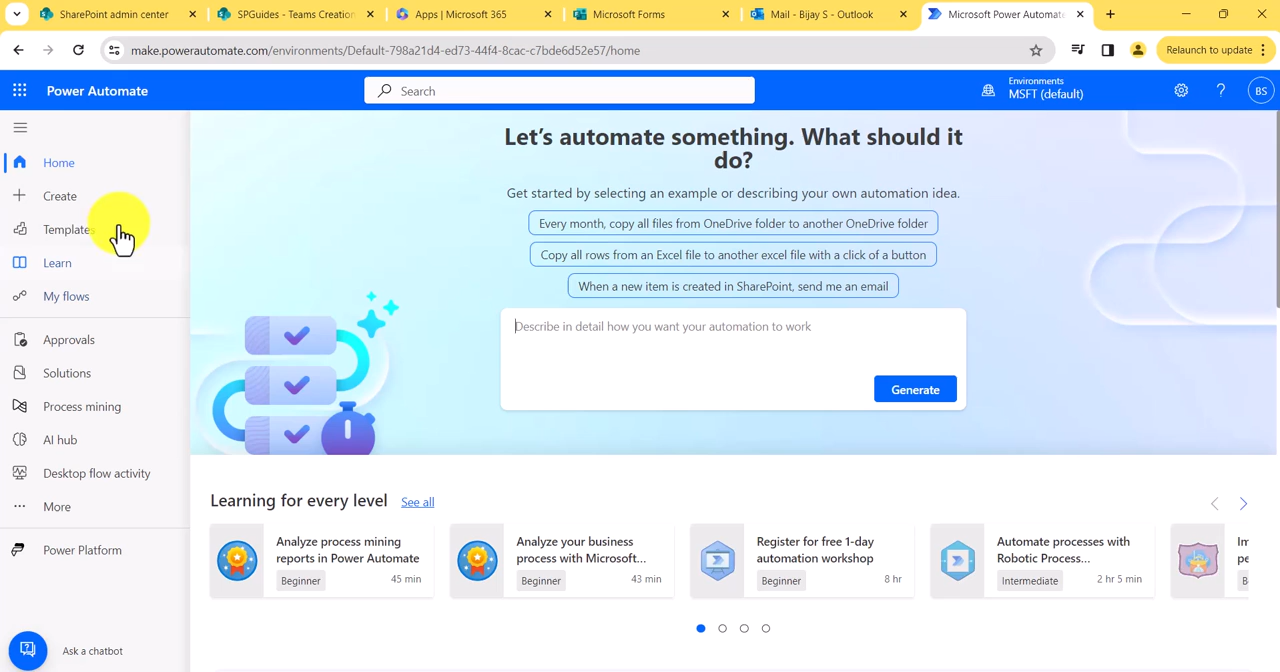 SharePoint admin center
SPGuides - Teams Creation
Apps | Microsoft 365
Microsoft Forms
Mail - Bijay S - Outlook
Microsoft Power Automate
make.powerautomate.com/environments/Default-798a21d4-ed73-44f4-8cac-c7bde6d52e57/home
Relaunch to update
Power Automate
Search
Environments
MSFT (default)
?
BS
Home
Create
Templates
Learn
My flows
Approvals
Solutions
Process mining
AI hub
Desktop flow activity
More
Power Platform
Ask a chatbot
Let's automate something. What should it
do?
Get started by selecting an example or describing your own automation idea.
Every month, copy all files from OneDrive folder to another OneDrive folder
Copy all rows from an Excel file to another excel file with a click of a button
When a new item is created in SharePoint, send me an email
Describe in detail how you want your automation to work
Generate
Learning for every level
See all
Analyze process mining
reports in Power Automate
Beginner
45 min
Analyze your business
process with Microsoft...
Beginner
43 min
Register for free 1-day
automation workshop
Beginner
8 hr
Automate processes with
Robotic Process...
Intermediate
2 hr 5 min